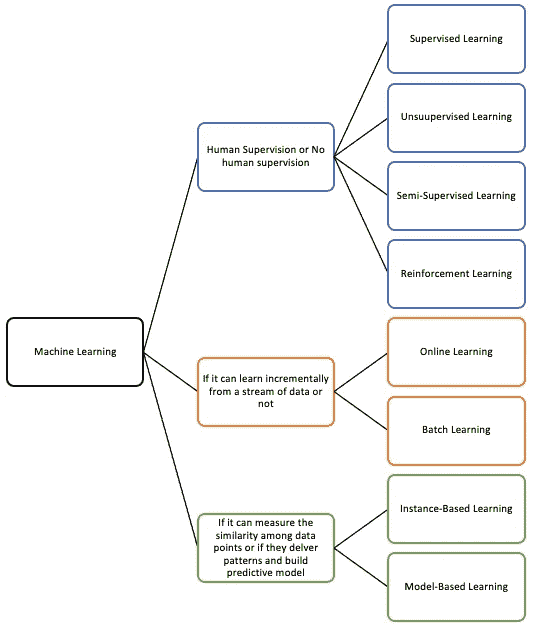 Supervised Learning
Unsuupervised Learning
Human Supervision or No
human supervision
Semi-Supervised Learning
Reinforcement Learning
Machine Learning
Online Learning
If it can learn incrementally
from a stream of data or
not
Batch Learning
Instance-Based Learning
If it can measure the
similarity among data
points or if they delver
patterns and build
predictive model
Model-Based Learning